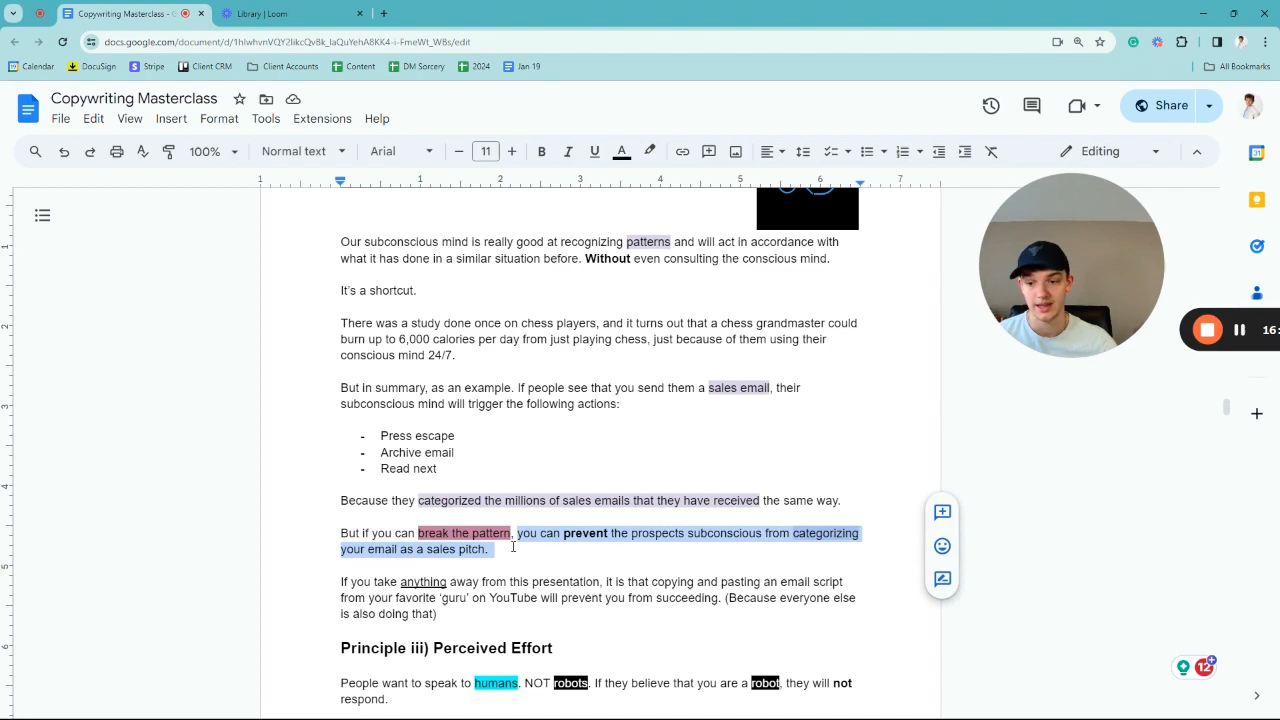 Copywriting Masterclass - G
Library | Loom
docs.google.com/document/d/1hlwhvnVQY2likcQvBk_laQuYehA8KK4-i-FmeWt_W8s/edit
Calendar DocuSign Stripe Client CRM Client Accounts Content DM Sorcery 2024 Jan 19 All Bookmarks
Copywriting Masterclass
File Edit View Insert Format Tools Extensions Help
Share
100% Normal text Arial 11 B I U A Editing
1 1 2 3 4 5 6 7
Our subconscious mind is really good at recognizing patterns and will act in accordance with
what it has done in a similar situation before. Without even consulting the conscious mind.
It's a shortcut.
There was a study done once on chess players, and it turns out that a chess grandmaster could
burn up to 6,000 calories per day from just playing chess, just because of them using their
conscious mind 24/7.
But in summary, as an example. If people see that you send them a sales email, their
subconscious mind will trigger the following actions:
- Press escape
- Archive email
- Read next
Because they categorized the millions of sales emails that they have received the same way.
But if you can break the pattern, you can prevent the prospects subconscious from categorizing
your email as a sales pitch.
If you take anything away from this presentation, it is that copying and pasting an email script
from your favorite 'guru' on YouTube will prevent you from succeeding. (Because everyone else
is also doing that)
Principle iii) Perceived Effort
People want to speak to humans. NOT robots. If they believe that you are a robot, they will not
respond.
16:
12